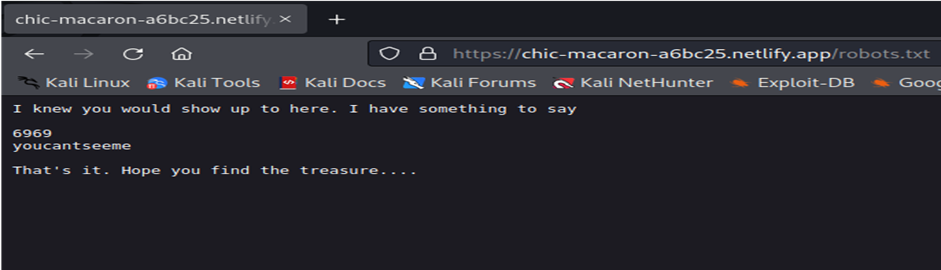 chic-macaron-a6bc25.netlify
https://chic-macaron-a6bc25.netlify.app/robots.txt
Kali Linux Kali Tools Kali Docs Kali Forums Kali NetHunter Exploit-DB Goog
I knew you would show up to here. I have something to say
6969
youcantseeme
That's it. Hope you find the treasure....